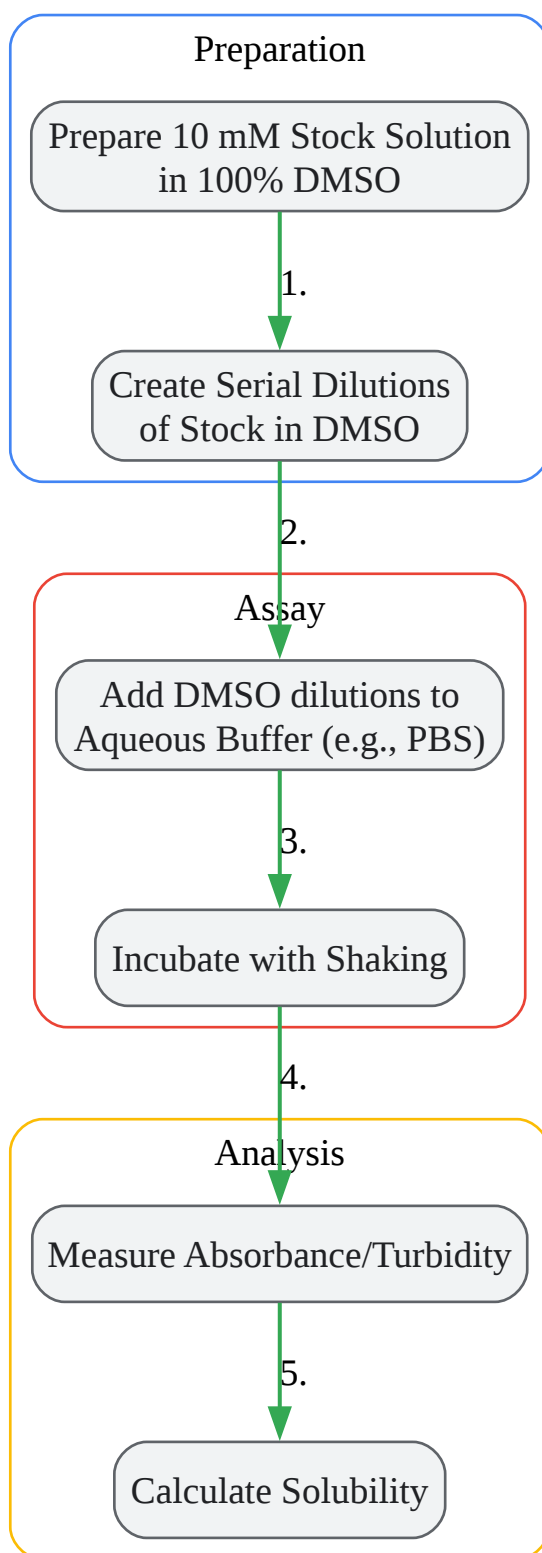 Preparation
Prepare 10 mM Stock Solution
in 100% DMSO
1.
Create Serial Dilutions
of Stock in DMSO
2.
Assay
Add DMSO dilutions to
Aqueous Buffer (e.g., PBS)
3.
Incubate with Shaking
4.
Analysis
Measure Absorbance/Turbidity
5.
Calculate Solubility